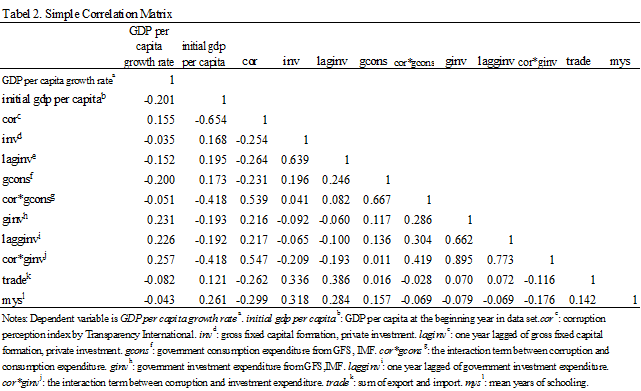 Tabel 2. Simple Correlation Matrix
GDP per capita growth rate initial gdp per capita cor inv laginv gcons cor*gcons ginv lagginv cor*ginv trade mys
GDP per capita growth rate a 1
initial gdp per capita b -0.201 1
cor c 0.155 -0.654 1
inv d -0.035 0.168 -0.254 1
laginv e -0.152 0.195 -0.264 0.639 1
gcons f -0.200 0.173 -0.231 0.196 0.246 1
cor*gcons g -0.051 -0.418 0.539 0.041 0.082 0.667 1
ginv h 0.231 -0.193 0.216 -0.092 -0.060 0.117 0.286 1
lagginv i 0.226 -0.192 0.217 -0.065 -0.100 0.136 0.304 0.662 1
cor*ginv j 0.257 -0.418 0.547 -0.209 -0.193 0.011 0.419 0.895 0.773 1
trade k -0.082 0.121 -0.262 0.336 0.386 0.016 -0.028 0.070 0.072 -0.116 1
mys l -0.043 0.261 -0.299 0.318 0.284 0.157 -0.069 -0.079 -0.069 -0.176 0.142 1
Notes: Dependent variable is GDP per capita growth rate a. initial gdp per capita b: GDP per capita at the beginning year in data set. cor c: corruption
perception index by Transparency International. inv d: gross fixed capital formation, private investment. laginv e: one year lagged of gross fixed capital
formation, private investment. gcons f: government consumption expenditure from GFS, IMF. cor*gcons g: the interaction term between corruption and
consumption expenditure. ginv h: government investment expenditure from GFS,IMF. lagginv i: one year lagged of government investment expenditure.
cor*ginv j: the interaction term between corruption and investment expenditure. trade k: sum of export and import. mys l: mean years of schooling.